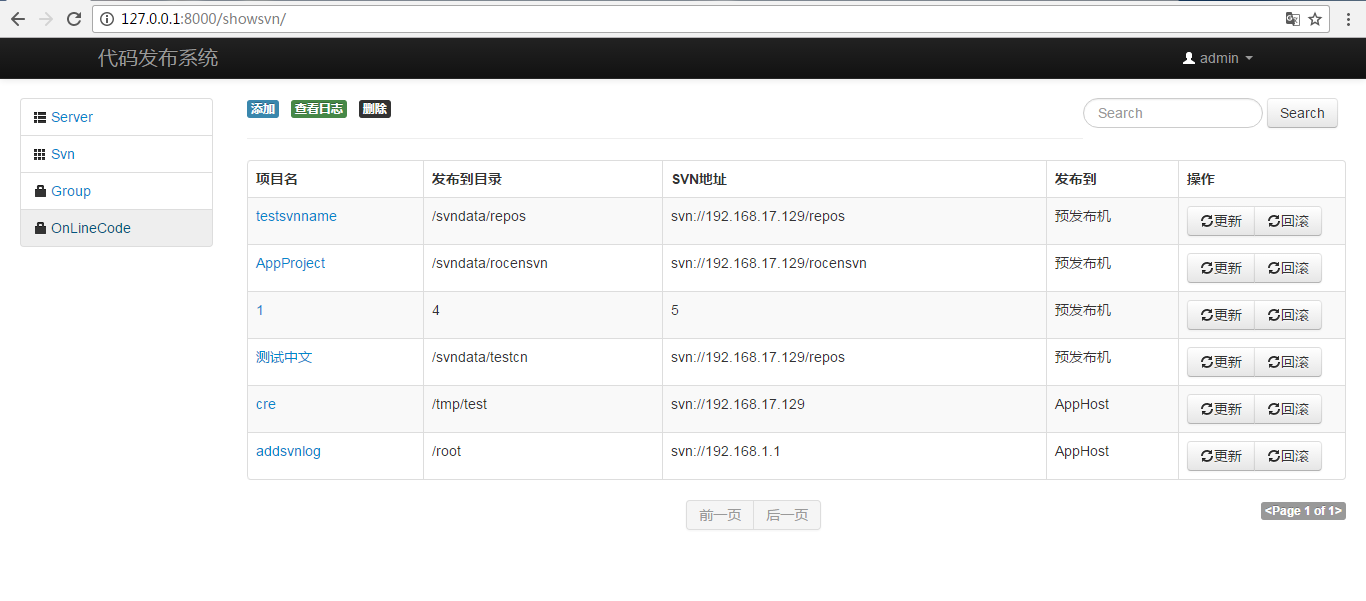 127.0.0.1:8000/showsvn/
代码发布系统 admin
Server
Svn
Group
OnLineCode
添加 查看日志 删除 Search Search
项目名 发布到目录 SVN地址 发布到 操作
testsvnname /svndata/repos svn://192.168.17.129/repos 预发布机 更新 回滚
AppProject /svndata/rocensvn svn://192.168.17.129/rocensvn 预发布机 更新 回滚
1 4 5 预发布机 更新 回滚
测试中文 /svndata/testcn svn://192.168.17.129/repos 预发布机 更新 回滚
cre /tmp/test svn://192.168.17.129 AppHost 更新 回滚
addsvnlog /root svn://192.168.1.1 AppHost 更新 回滚
前一页 后一页 <Page 1 of 1>